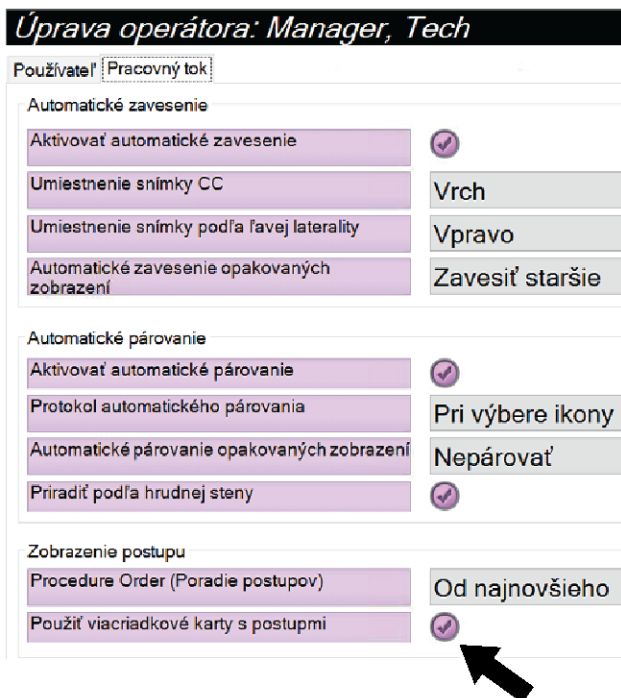 Úprava operátora: Manager, Tech
Používateľ Pracovný tok
Automatické zavesenie
Aktivovať automatické zavesenie
Umiestnenie snímky CC Vrch
Umiestnenie snímky podľa ľavej laterality Vpravo
Automatické zavesenie opakovaných
zobrazení Zavesiť staršie
Automatické párovanie
Aktivovať automatické párovanie
Protokol automatického párovania Pri výbere ikony
Automatické párovanie opakovaných zobrazení Nepárovať
Priradiť podľa hrudnej steny
Zobrazenie postupu
Procedure Order (Poradie postupov) Od najnovšieho
Použiť viacriadkové karty s postupmi